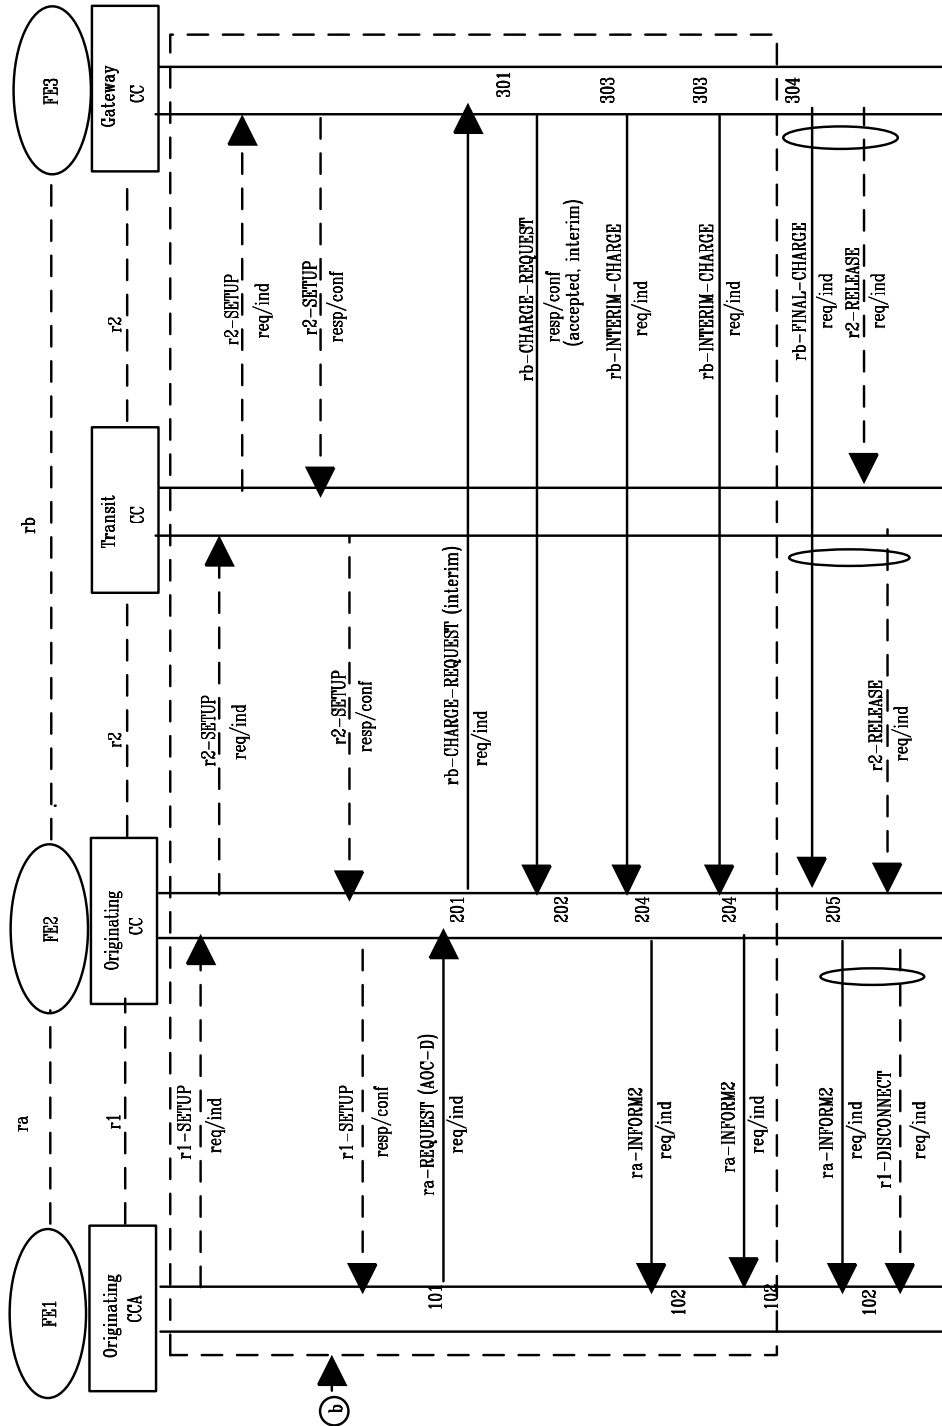 FE1
ra
FE2
rb
FE3
Originating
CCA
r1
Originating
CC
r2
Transit
CC
r2
Gateway
CC
r1-SETUP
req/ind
r2-SETUP
req/ind
r2-SETUP
req/ind
r2-SETUP
resp/conf
b
r2-SETUP
resp/conf
r1-SETUP
resp/conf
101
ra-REQUEST (AOC-D)
req/ind
201
rb-CHARGE-REQUEST (interim)
req/ind
301
rb-CHARGE-REQUEST
resp/conf
(accepted, interim)
202
303
rb-INTERIM-CHARGE
req/ind
204
ra-INFORM2
req/ind
102
303
rb-INTERIM-CHARGE
req/ind
204
ra-INFORM2
req/ind
102
304
rb-FINAL-CHARGE
req/ind
205
ra-INFORM2
req/ind
102
r2-RELEASE
req/ind
r2-RELEASE
req/ind
r1-DISCONNECT
req/ind